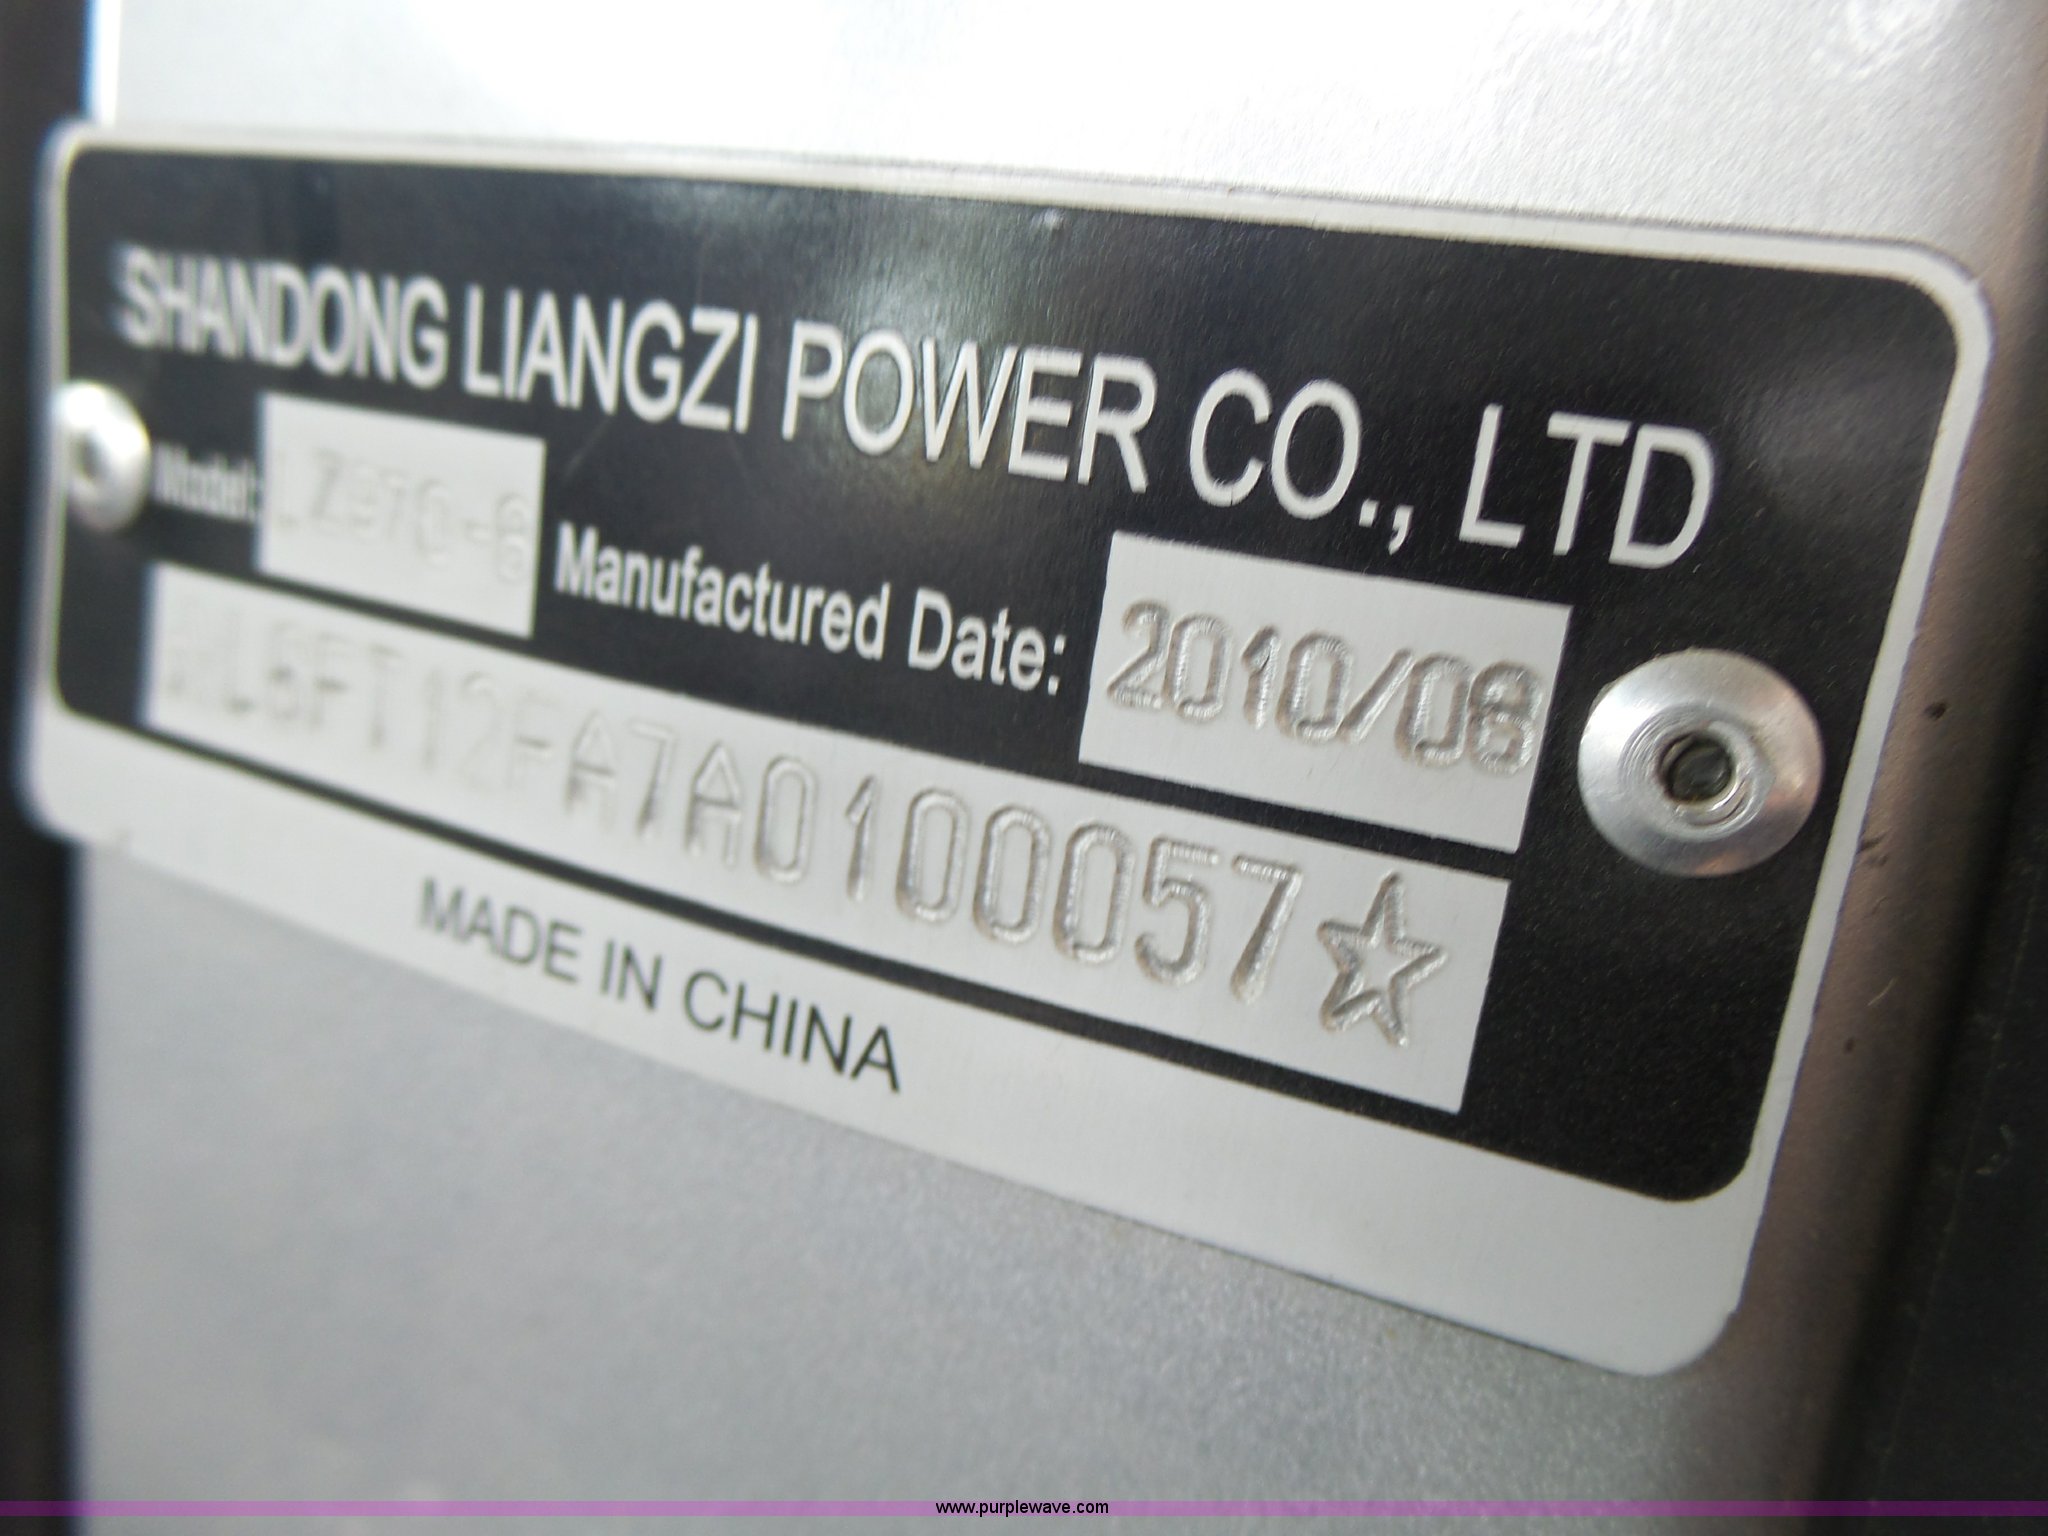 SHANDONG LIANGZI POWER CO., LTD
Model: Manufactured Date: 2010/08
MADE IN CHINA
www.purplewave.com